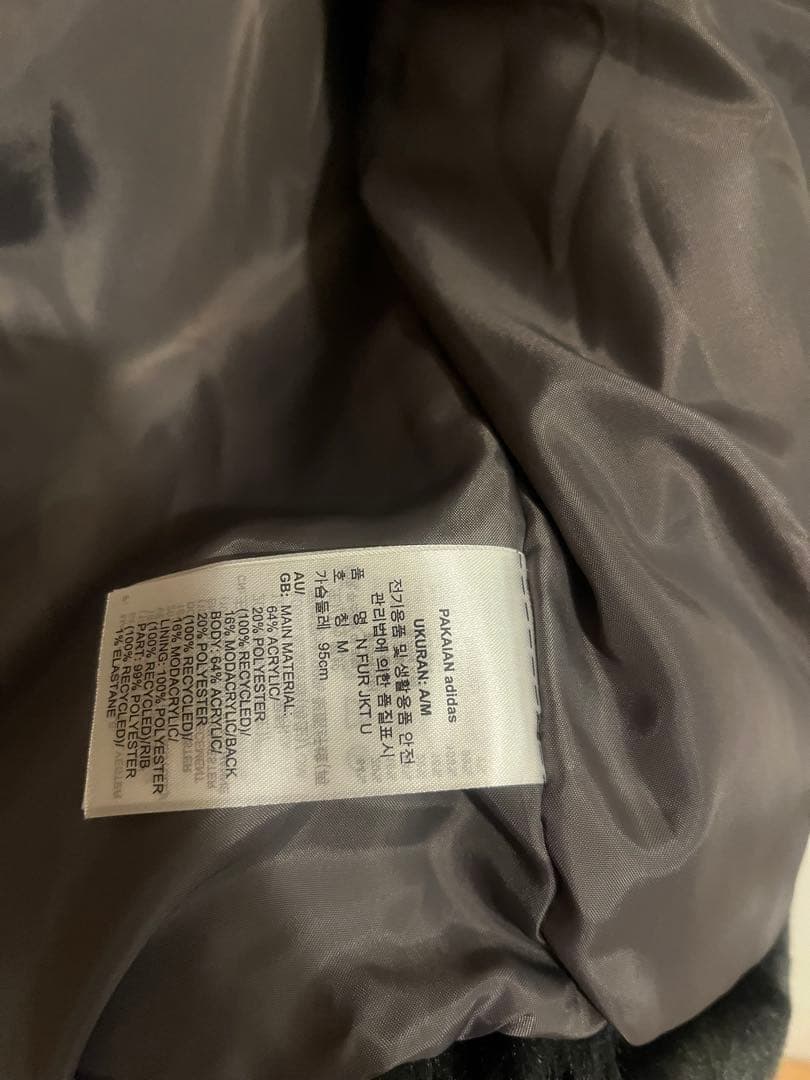 PAKAIAN adidas
UKURAN: A/M
전기용품 및 생활용품 안전
관리법에 의한 품질표시
품 명 N FUR JKT U
호 칭 M
가슴둘레 95cm
AU/
GB: MAIN MATERIAL:
64% ACRYLIC/
20% POLYESTER
(100% RECYCLED)/
16% MODACRYLIC/BACK
BODY: 64% ACRYLIC/
20% POLYESTER
(100% RECYCLED)/
16% MODACRYLIC/
LINING: 100% POLYESTER
(100% RECYCLED)/RIB
PART: 99% POLYESTER
(100% RECYCLED)/
1% ELASTANE